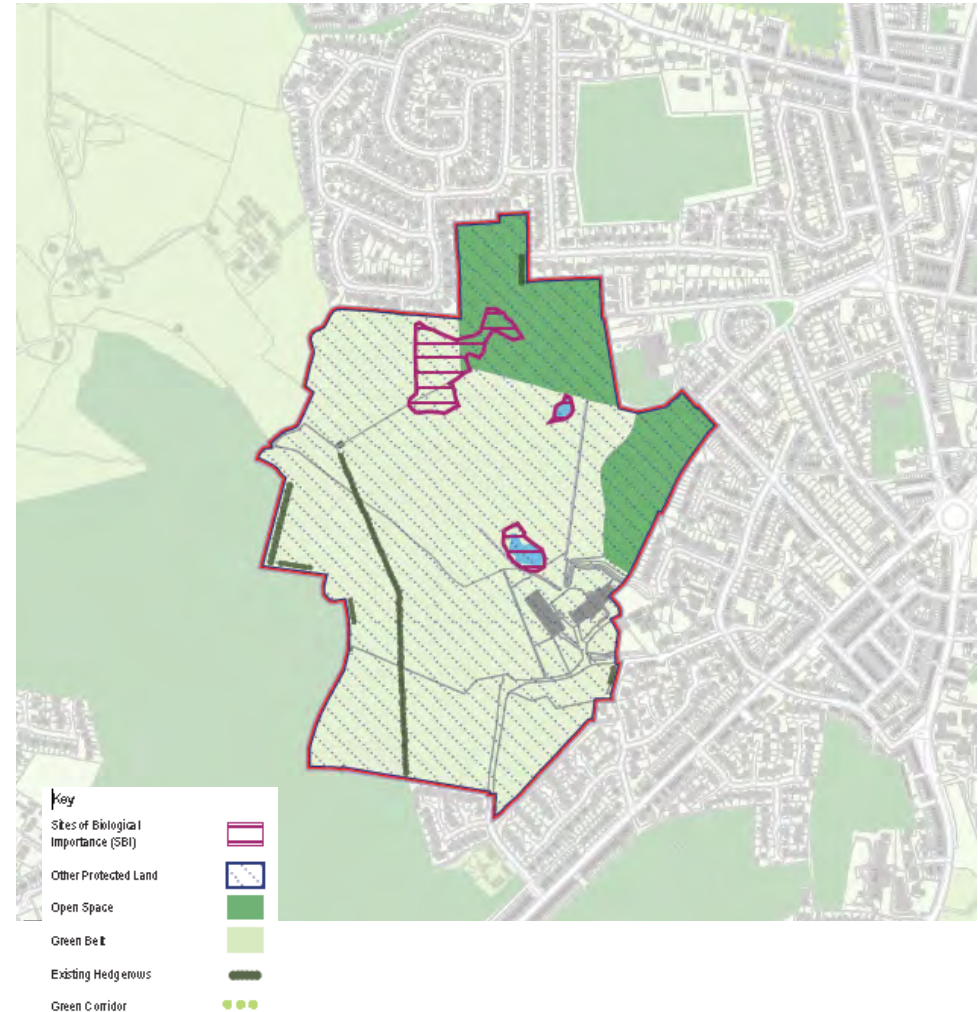 Key
Sites of Biological
Importance (SBI)
Other Protected Land
Open Space
Green Belt
Existing Hedgerows
Green Corridor